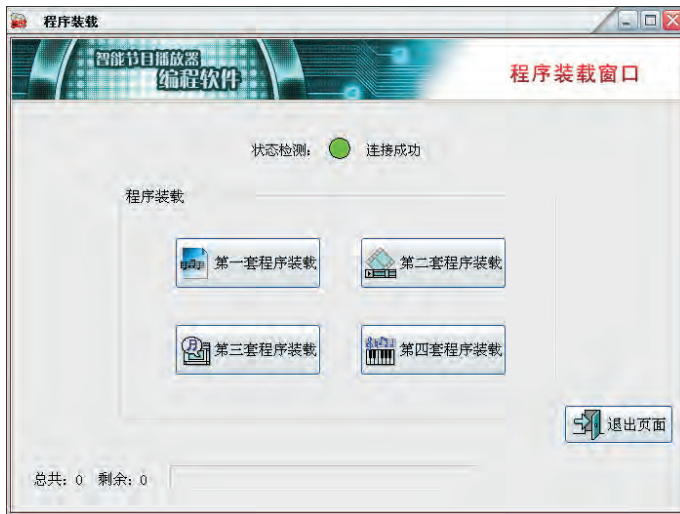 程序装载
智能节目播放器
编程软件
程序装载窗口
状态检测： 连接成功
程序装载
第一套程序装载
第二套程序装载
第三套程序装载
第四套程序装载
退出页面
总共：0 剩余：0